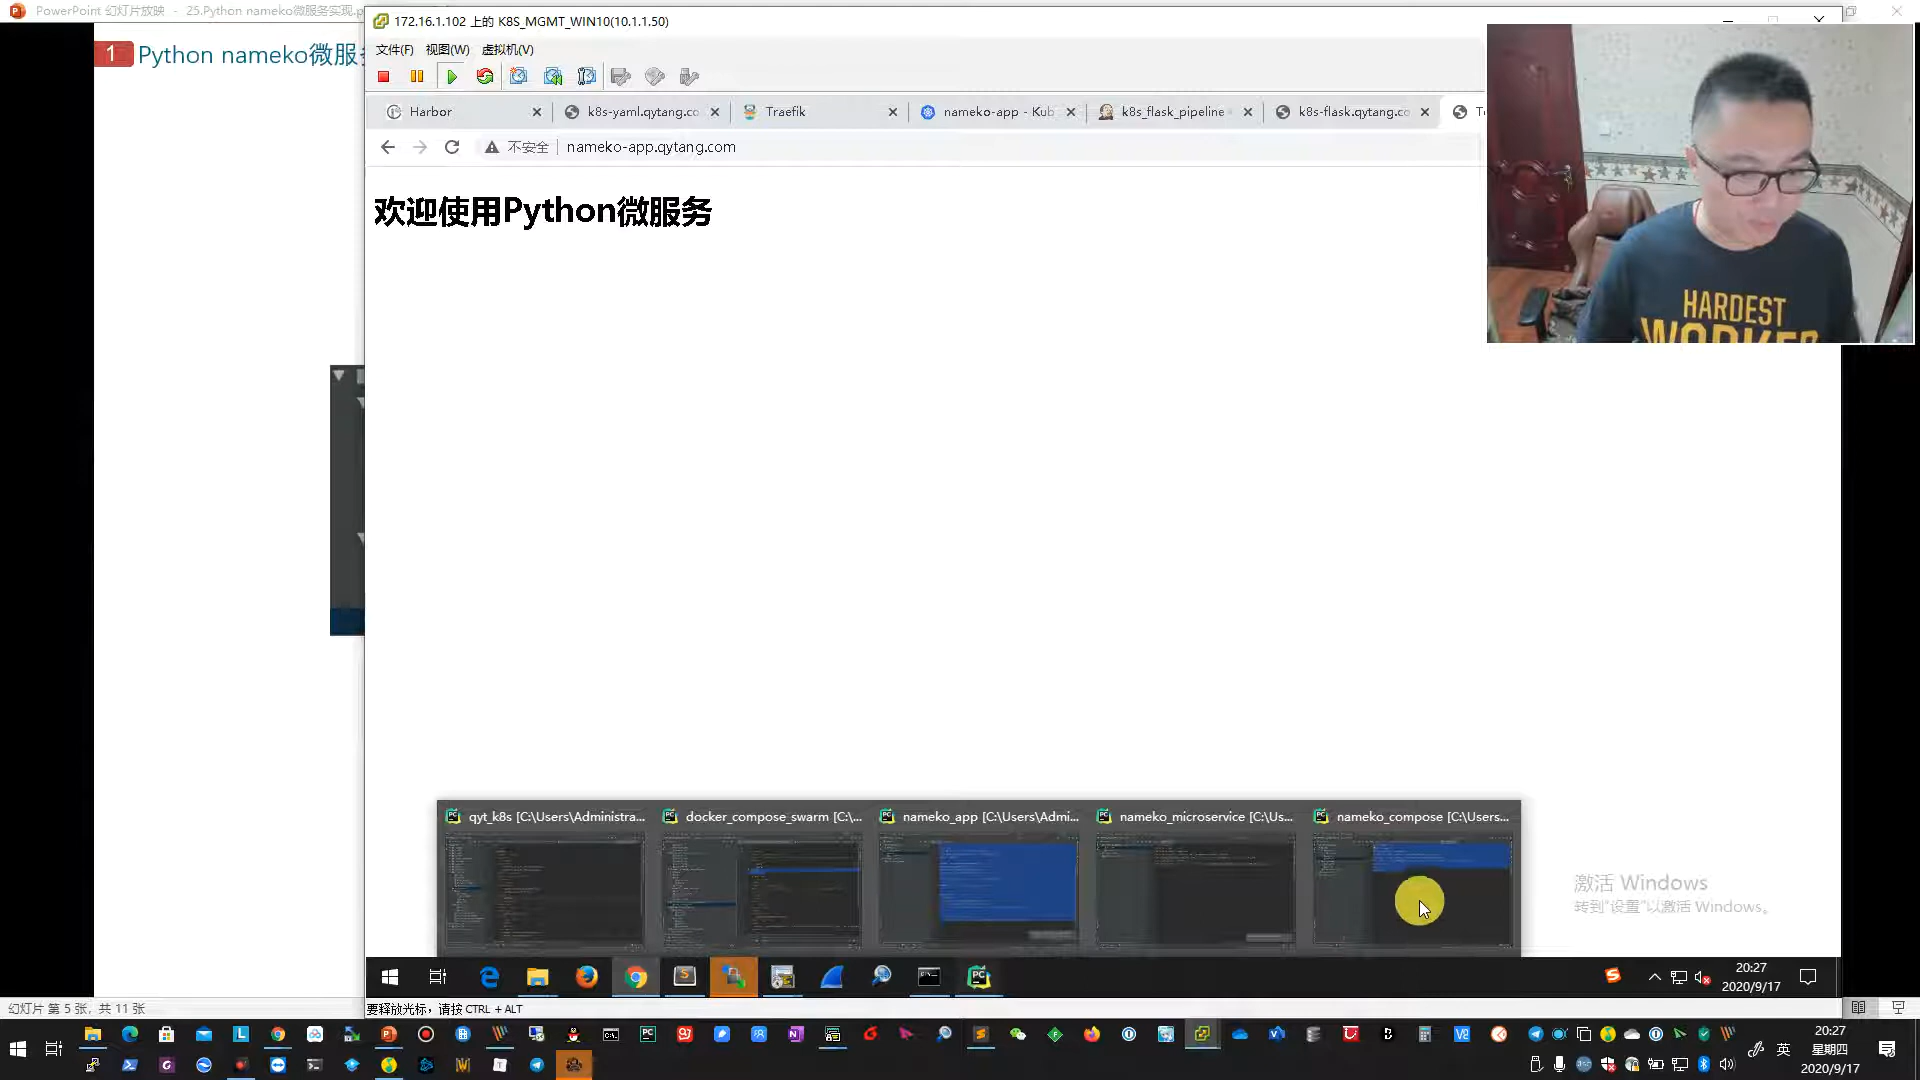 PowerPoint 幻灯片放映 - 25.Python nameko微服务实现.p
1 Python nameko微服
172.16.1.102 上的 K8S_MGMT_WIN10(10.1.1.50)
文件(F) 视图(W) 虚拟机(V)
Harbor
k8s-yaml.qytang.co
Traefik
nameko-app - Kub
k8s_flask_pipeline
k8s-flask.qytang.co
不安全 nameko-app.qytang.com
欢迎使用Python微服务
HARDEST
WORKER
qyt_k8s [C:\Users\Administra...
docker_compose_swarm [C:\...
nameko_app [C:\Users\Admi...
nameko_microservice [C:\Us...
nameko_compose [C:\Users...
激活 Windows
转到"设置"以激活 Windows。
20:27
2020/9/17
幻灯片 第 5 张，共 11 张
要释放光标，请按 CTRL + ALT
英
20:27
星期四
2020/9/17